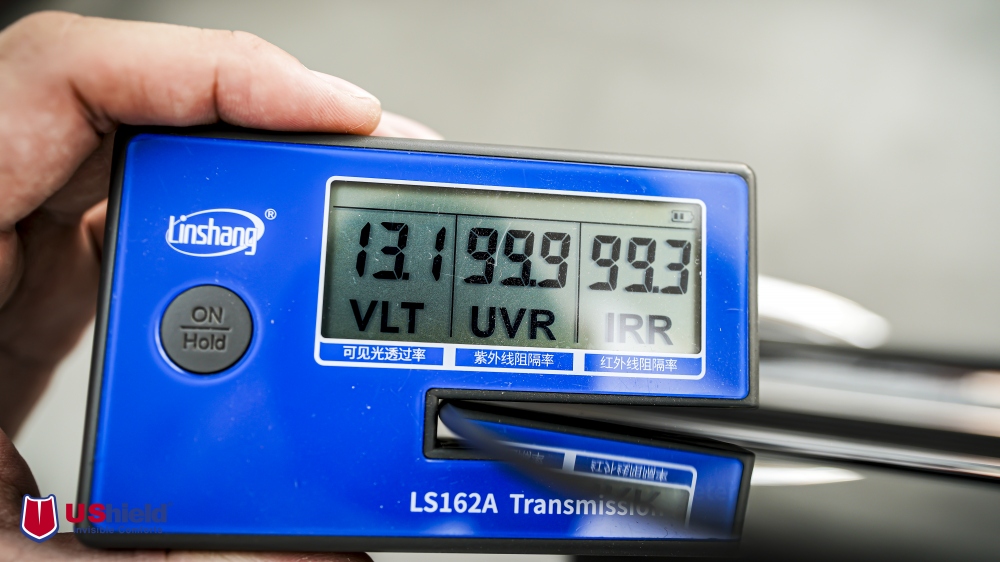 Linshang®
ON
Hold
13.1 99.9 99.3
VLT UVR IRR
可见光透过率 紫外线阻隔率 红外线阻隔率
LS162A Transmission
UShield